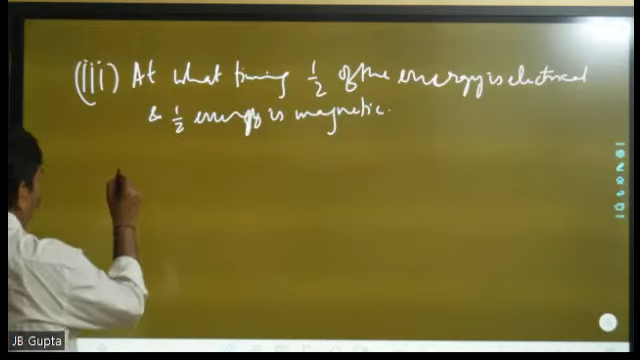 (iii) At what timing 1/2 of the energy is electrical
& 1/2 energy is magnetic.
JB Gupta